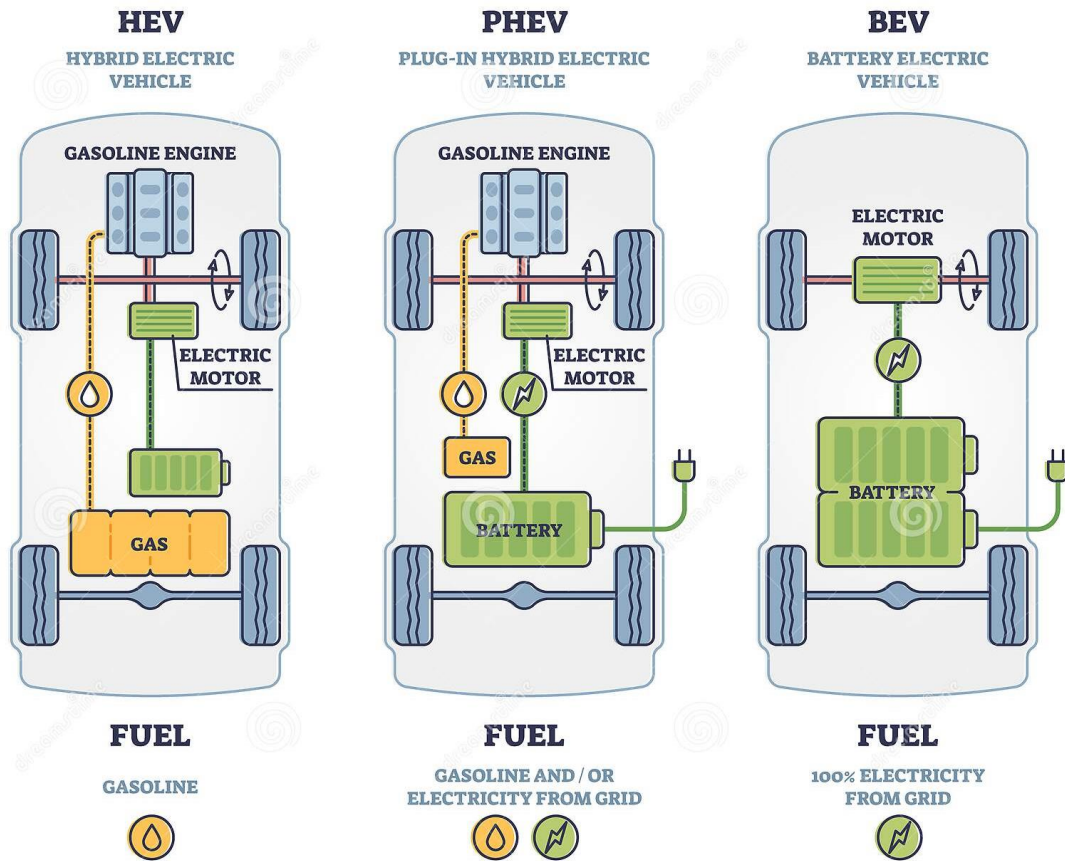 HEV
HYBRID ELECTRIC
VEHICLE
GASOLINE ENGINE
ELECTRIC
MOTOR
GAS
FUEL
GASOLINE
PHEV
PLUG-IN HYBRID ELECTRIC
VEHICLE
GASOLINE ENGINE
ELECTRIC
MOTOR
GAS
BATTERY
FUEL
GASOLINE AND / OR
ELECTRICITY FROM GRID
BEV
BATTERY ELECTRIC
VEHICLE
ELECTRIC
MOTOR
BATTERY
FUEL
100% ELECTRICITY
FROM GRID